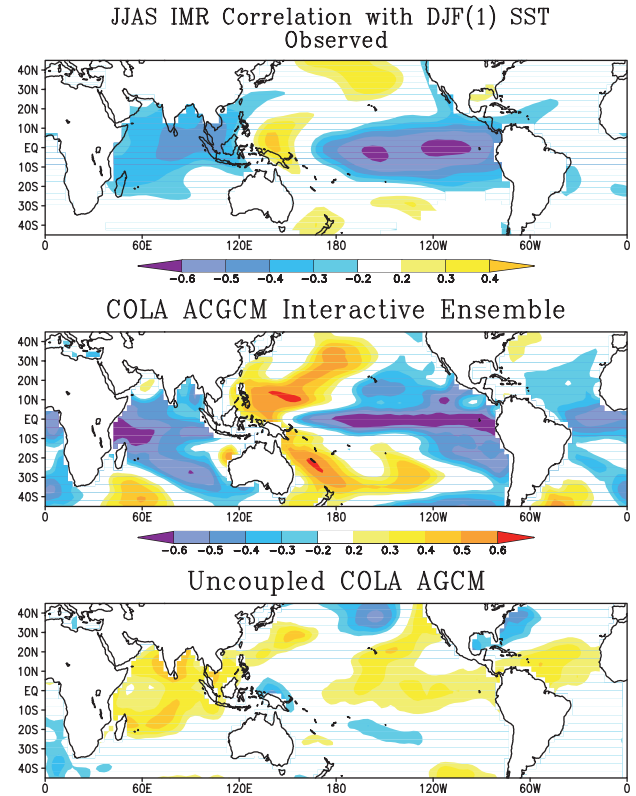 JJAS IMR Correlation with DJF(1) SST
Observed
40N
30N
20N
10N
EQ
10S
20S
30S
40S
0 60E 120E 180 120W 60W 0
-0.6 -0.5 -0.4 -0.3 -0.2 0.2 0.3 0.4
COLA ACGCM Interactive Ensemble
40N
30N
20N
10N
EQ
10S
20S
30S
40S
0 60E 120E 180 120W 60W 0
-0.6 -0.5 -0.4 -0.3 -0.2 0.2 0.3 0.4 0.5 0.6
Uncoupled COLA AGCM
40N
30N
20N
10N
EQ
10S
20S
30S
40S
0 60E 120E 180 120W 60W 0